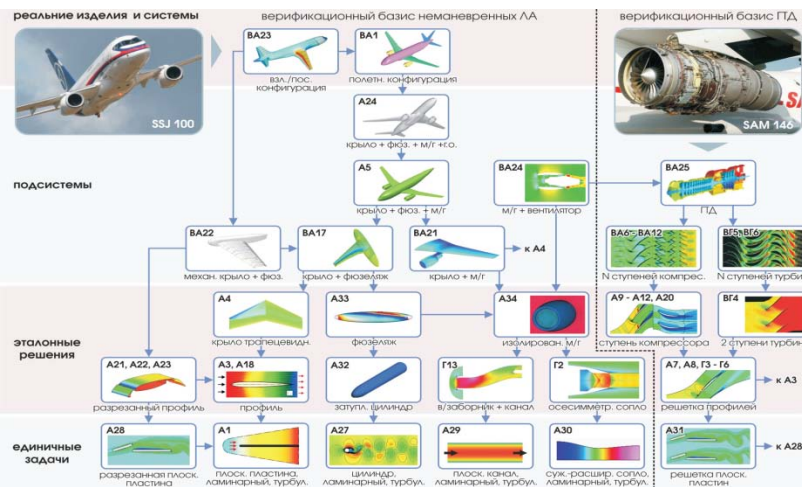 реальние изделия и системы
верификационный базис неманевренных ЛА
верификационный базис ПД
ВА23
ВА1
взл./пос.
конфигурация
полетн. конфигурация
SSJ 100
SAM 146
А24
крыло + фюз. + м/г +г.о.
подсистемы
А5
ВА24
ВА25
крыло + фюз. + м/г
м/г + вентилятор
ПД
ВА22
ВА17
ВА21
к А4
ВА6 - ВА12
ВГ5, ВГ6
механ. крыло + фюз.
крыло + фюзеляж
крыло + м/г
N ступеней компрес.
N ступеней турбин
эталонные
решения
А4
А33
А34
А9 - А12, А20
ВГ4
крыло трапецевидн.
фюзеляж
изолирован. м/г
ступень компрессора
2 ступени турбин
А21, А22, А23
А3, А18
А32
Г13
Г2
А7, А8, Г3 - Г6
к А3
разрезанный профиль
профиль
затупл. цилиндр
в/заборник + канал
осесимметр. сопло
решетка профилей
единичные
задачи
А28
А1
А27
А29
А30
А31
к А28
разрезанная плоск.
пластина
плоск. пластина,
ламинарный, турбул.
цилиндр,
ламинарный, турбул.
плоск. канал,
ламинарный, турбул.
суж.-расшир. сопло,
ламинарный, турбул.
решетка плоск.
пластин